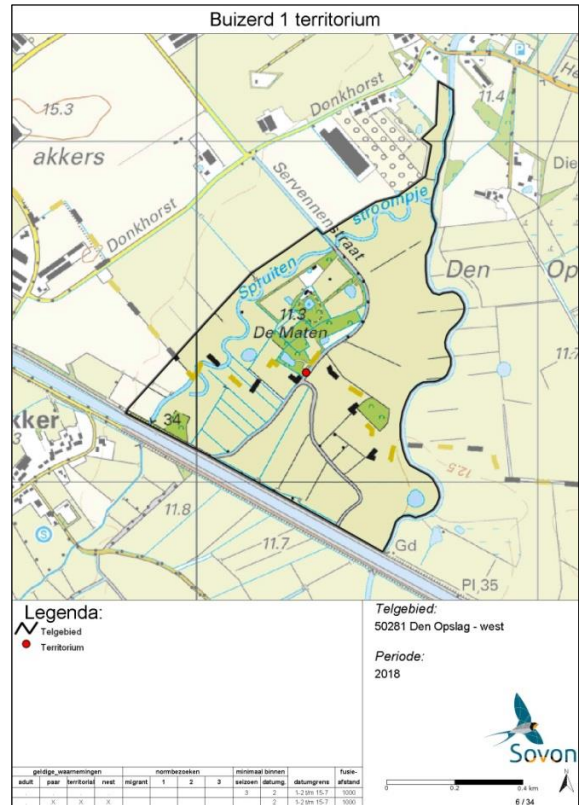 Buizerd 1 territorium
P
Donkhorst
He
15.3
11.4
akkers
Die
Servennenstraat
stroompje
Donkhorst
Spruiten
Den
Op
11.3
De Maten
11.7
kker
34
12.5
11.8
S
11.7
Gd
Pl 35
Legenda:
Telgebied
Territorium
Telgebied:
50281 Den Opslag - west
Periode:
2018
Sovon
geldige_waarnemingen normbezoeken minimaal binnen fusie-
adult paar territorial nest migrant 1 2 3 seizoen datumg. datumgrens afstand
3 2 1-2 t/m 15-7 1000
X X X 2 1-2 t/m 15-7 1000
0 0.2 0.4 km
6 / 34